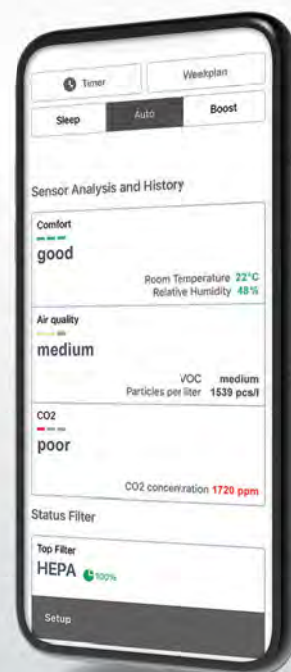 Timer
Weekplan
Sleep
Auto
Boost
Sensor Analysis and History
Comfort
good
Room Temperature 22°C
Relative Humidity 48%
Air quality
medium
VOC medium
Particles per liter 1539 pcs/l
CO2
poor
CO2 concentration 1720 ppm
Status Filter
Top Filter
HEPA 100%
Setup